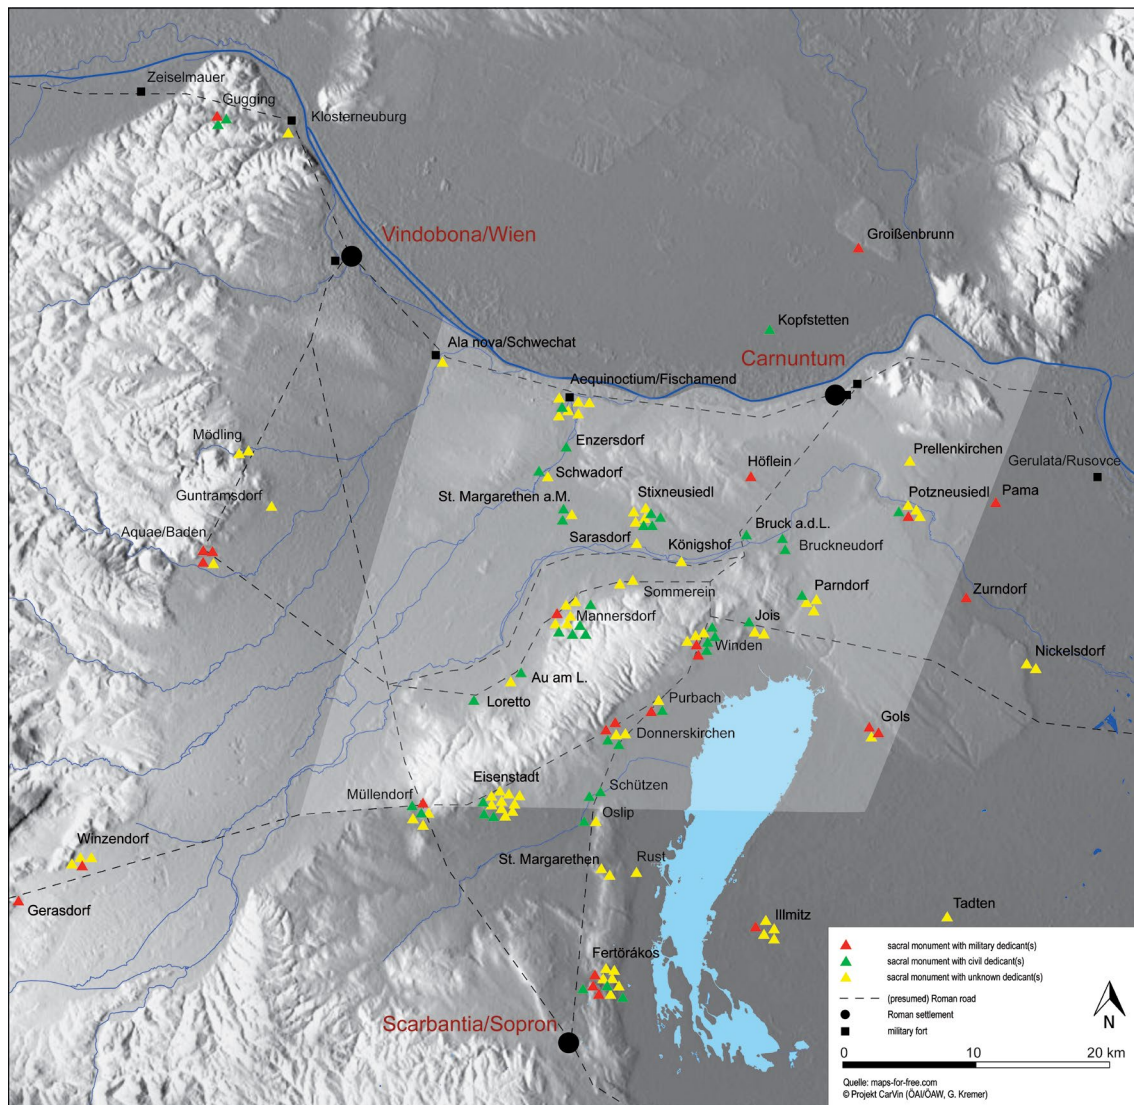 Zeiselmauer
Gugging
Klosterneuburg
Vindobona/Wien
Großenbrunn
Kopfstetten
Ala nova/Schwechat
Carnuntum
Aequinoctium/Fischamend
Mödling
Enzersdorf
Prellenkirchen
Höflein
Gerulata/Rusovce
Schwadorf
Guntramsdorf
St. Margarethen a.M.
Stixneusiedl
Potzneusiedl
Pama
Aquae/Baden
Sarasdorf
Bruck a.d.L.
Königshof
Bruckneudorf
Sommerein
Parndorf
Zurndorf
Mannersdorf
Jois
Winden
Nickelsdorf
Au am L.
Loretto
Purbach
Gols
Donnerskirchen
Eisenstadt
Müllendorf
Schütze​n
Oslip
Winzendorf
St. Margarethen
Rust
Gerasdorf
Illmitz
Tadten
Fertörákos
Scarbantia/Sopron
sacral monument with military dedicant(s)
sacral monument with civil dedicant(s)
sacral monument with unknown dedicant(s)
(presumed) Roman road
Roman settlement
military fort
N
0 10 20 km
Quelle: maps-for-free.com
© Projekt CarVin (ÖAI/ÖAW, G. Kremer)